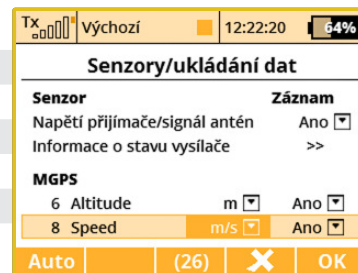 Tx Výchozí 12:22:20 64%
Senzory/ukládání dat
Senzor Záznam
Napětí přijímače/signál antén Ano
Informace o stavu vysílače >>
MGPS
6 Altitude m Ano
8 Speed m/s Ano
Auto (26) OK